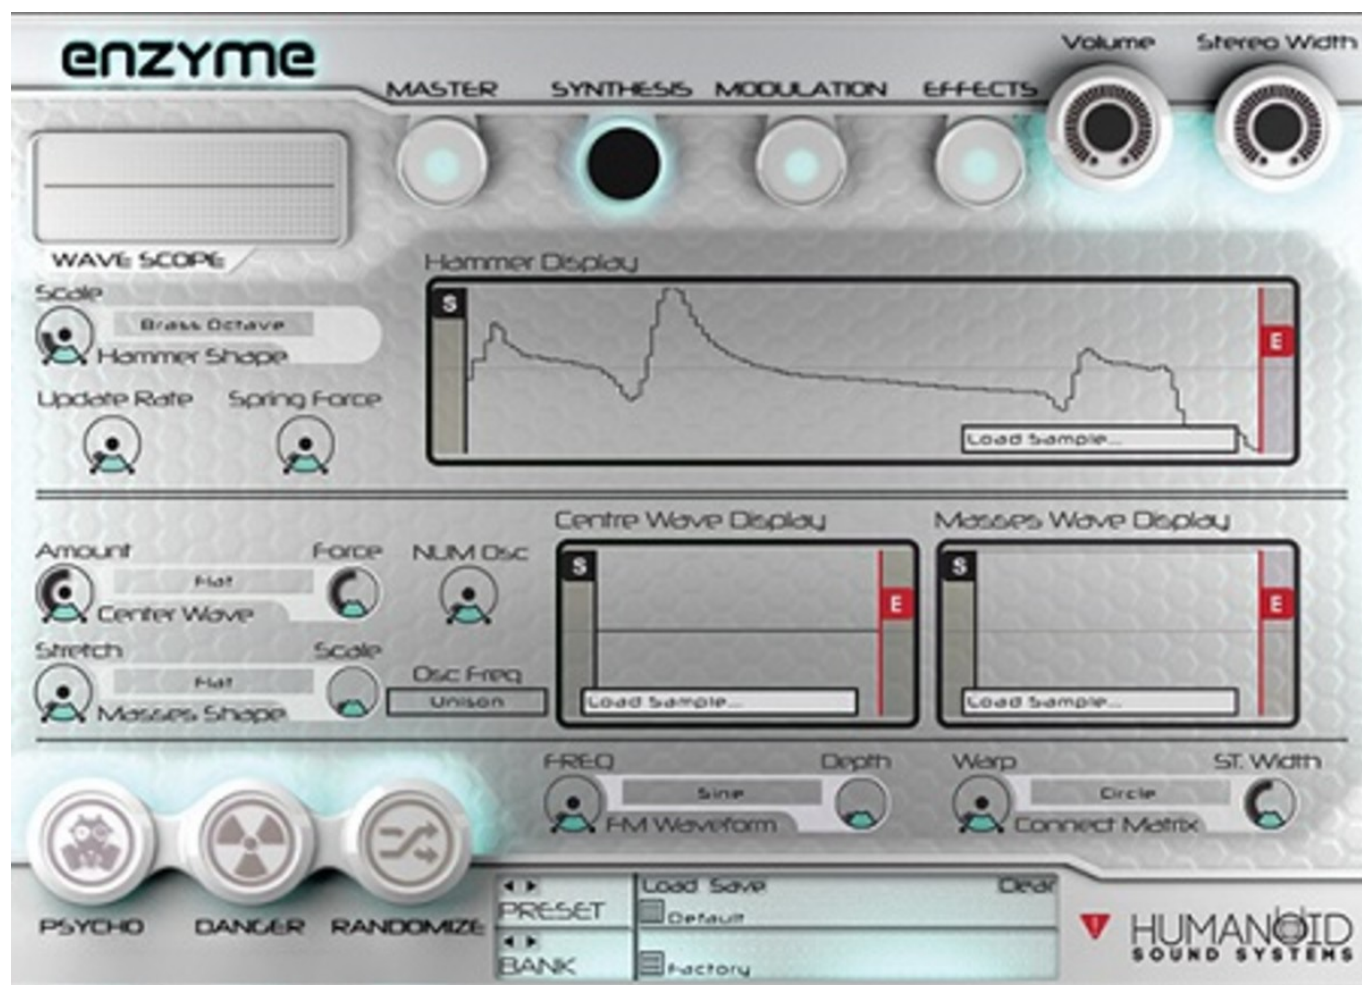 enzyme
Volume
Stereo Width
MASTER
SYNTHESIS
MODULATION
EFFECTS
WAVE SCOPE
Hammer Display
S
E
Load Sample...
Scale
Brass Octave
Hammer Shape
Update Rate
Spring Force
Centre Wave Display
Masses Wave Display
Amount
Force
NUM Osc
Flat
Center Wave
S
E
S
E
Stretch
Scale
Osc Freq
Flat
Unison
Masses Shape
Load Sample...
Load Sample...
FREQ
Depth
Warp
ST. Width
Sine
Circle
FM Waveform
Connect Matrix
PSYCHO
DANGER
RANDOMIZE
PRESET
Load Save
Clear
Default
BANK
Factory
HUMANOID
SOUND SYSTEMS